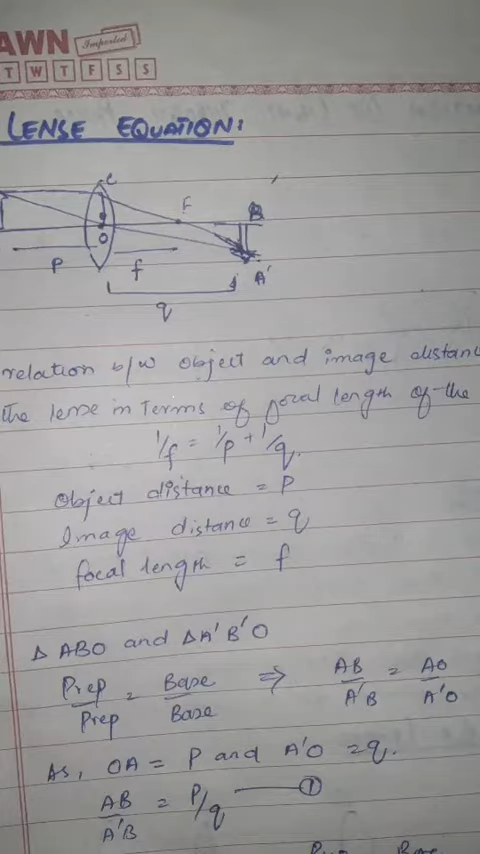 AWN Imported
T W T F S S
LENSE EQUATION:
C
F
B
O
P f A'
q
relation b/w object and image distanc
the lense in Terms of focal length of the
1/f = 1/p + 1/q.
Object distance = P
Image distance = q
focal length = f
Δ ABO and ΔA'B'O
Prep/Prep = Base/Base ⇒ AB/A'B = AO/A'O
As, OA = P and A'O = q.
AB/A'B = P/q —— ①